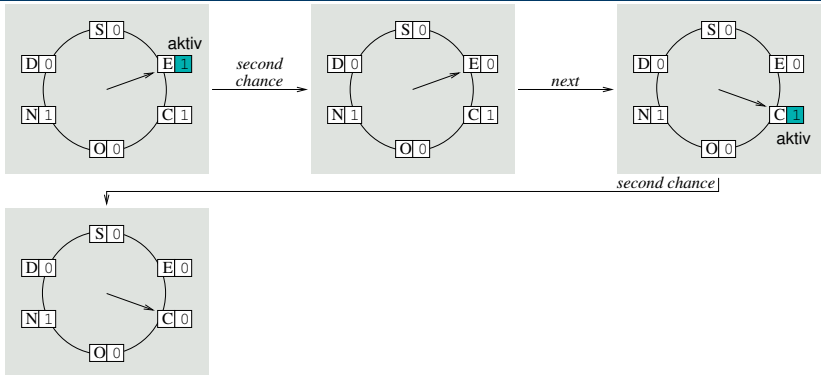 S 0
aktiv
D 0
E 1
N 1
C 1
O 0
second
chance
S 0
D 0
E 0
N 1
C 1
O 0
next
S 0
D 0
E 0
N 1
C 1
aktiv
O 0
second chance
S 0
D 0
E 0
N 1
C 0
O 0